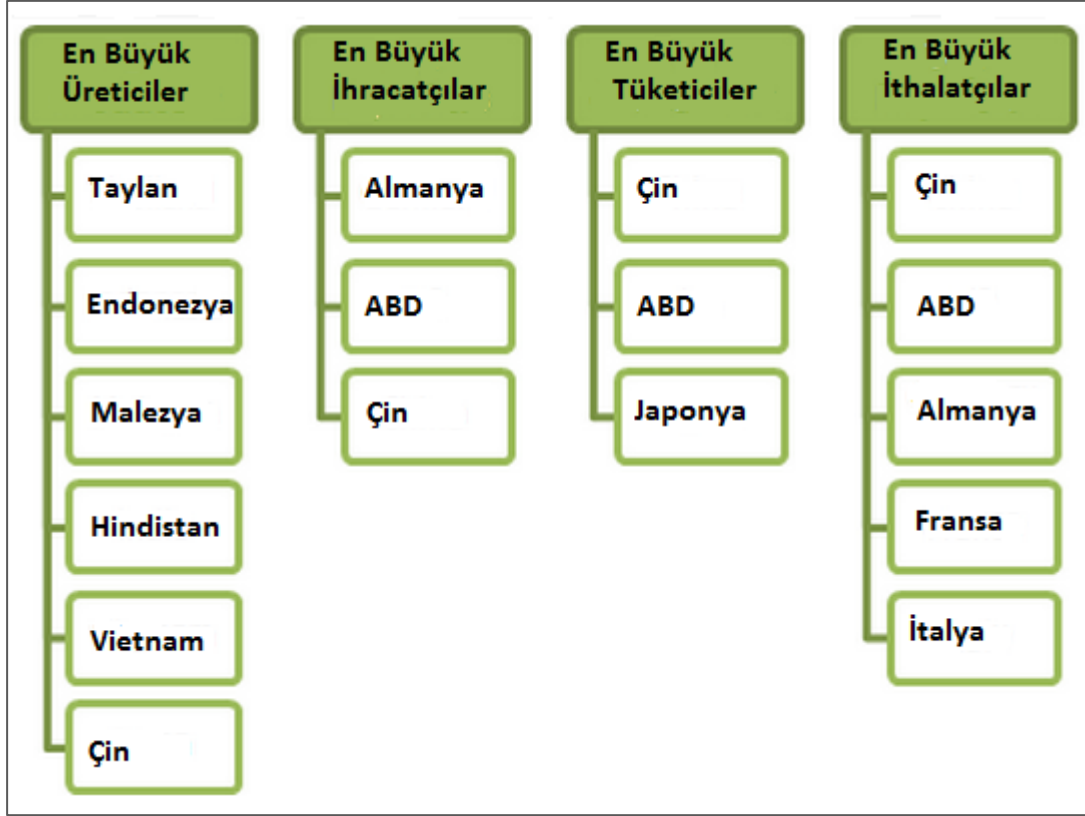 En Büyük
Üreticiler
Taylan
Endonezya
Malezya
Hindistan
Vietnam
Çin
En Büyük
İhracatçılar
Almanya
ABD
Çin
En Büyük
Tüketiciler
Çin
ABD
Japonya
En Büyük
İthalatçılar
Çin
ABD
Almanya
Fransa
İtalya